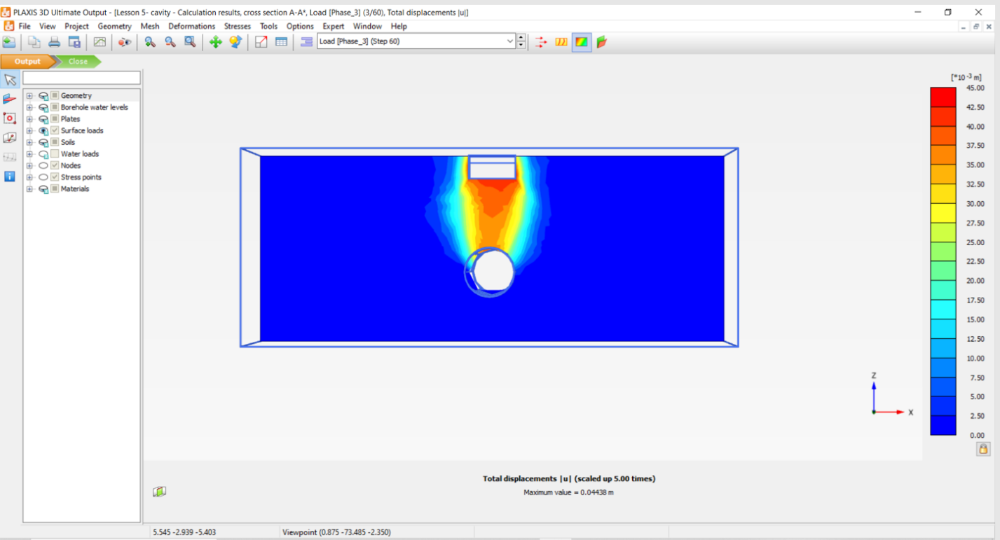 PLAXIS 3D Ultimate Output - [Lesson 5- cavity - Calculation results, cross section A-A*, Load [Phase_3] (3/60), Total displacements |u|]
File View Project Geometry Mesh Deformations Stresses Tools Options Expert Window Help
Load [Phase_3] (Step 60)
Output Close
Geometry
Borehole water levels
Plates
Surface loads
Soils
Water loads
Nodes
Stress points
Materials
[*10⁻³ m]
45.00
42.50
40.00
37.50
35.00
32.50
30.00
27.50
25.00
22.50
20.00
17.50
15.00
12.50
10.00
7.50
5.00
2.50
0.00
Z
X
Total displacements |u| (scaled up 5.00 times)
Maximum value = 0.04438 m
5.545 -2.939 -5.403 Viewpoint (0.875 -73.485 -2.350)